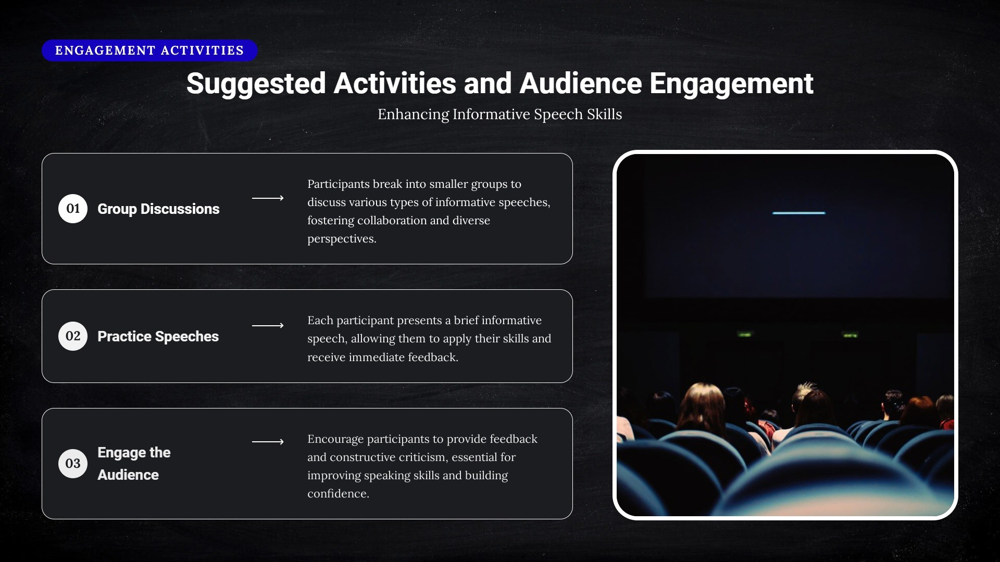 ENGAGEMENT ACTIVITIES
Suggested Activities and Audience Engagement
Enhancing Informative Speech Skills
01
Group Discussions
Participants break into smaller groups to
discuss various types of informative speeches,
fostering collaboration and diverse
perspectives.
02
Practice Speeches
Each participant presents a brief informative
speech, allowing them to apply their skills and
receive immediate feedback.
03
Engage the
Audience
Encourage participants to provide feedback
and constructive criticism, essential for
improving speaking skills and building
confidence.